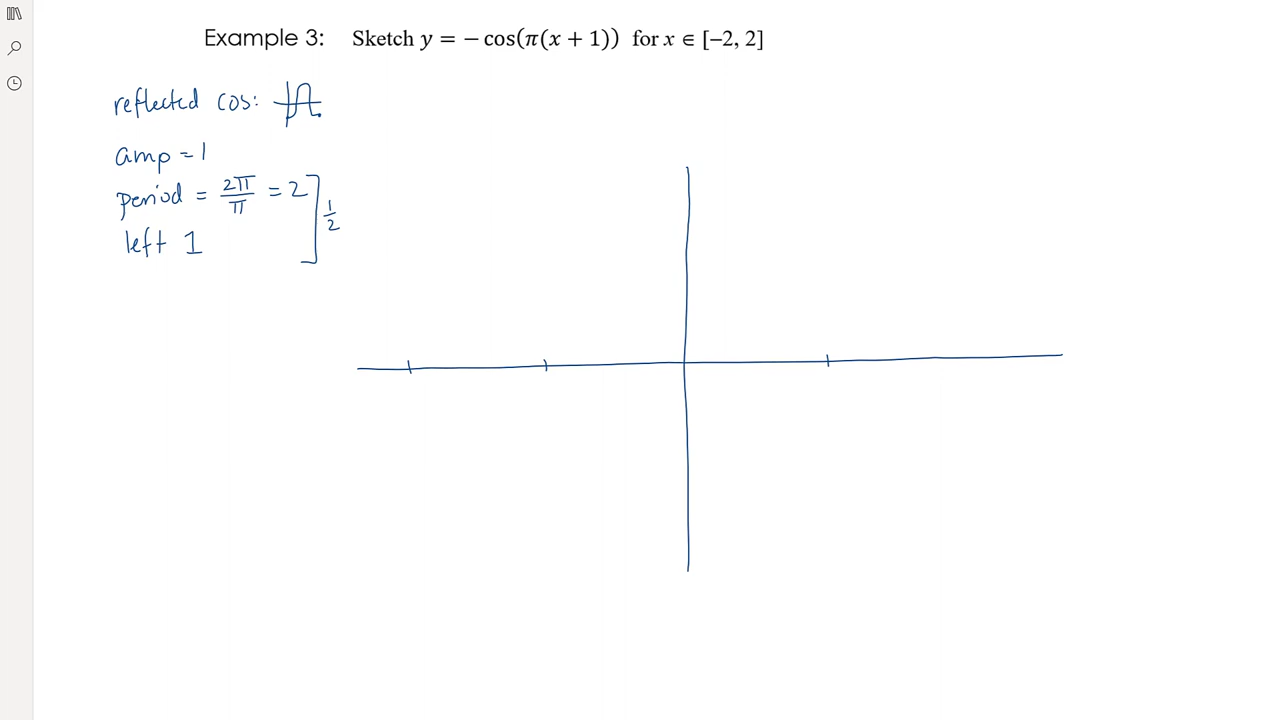 Example 3: Sketch y = − cos(π(x + 1)) for x ∈ [−2, 2]
reflected cos:
amp = 1
period = 2π/π = 2
1/2
left 1